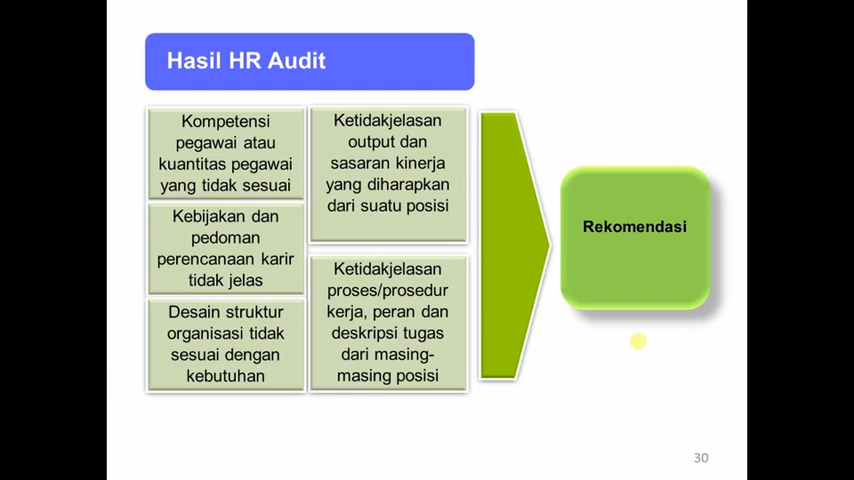 Hasil HR Audit
Kompetensi
pegawai atau
kuantitas pegawai
yang tidak sesuai
Kebijakan dan
pedoman
perencanaan karir
tidak jelas
Desain struktur
organisasi tidak
sesuai dengan
kebutuhan
Ketidakjelasan
output dan
sasaran kinerja
yang diharapkan
dari suatu posisi
Ketidakjelasan
proses/prosedur
kerja, peran dan
deskripsi tugas
dari masing-
masing posisi
Rekomendasi
30